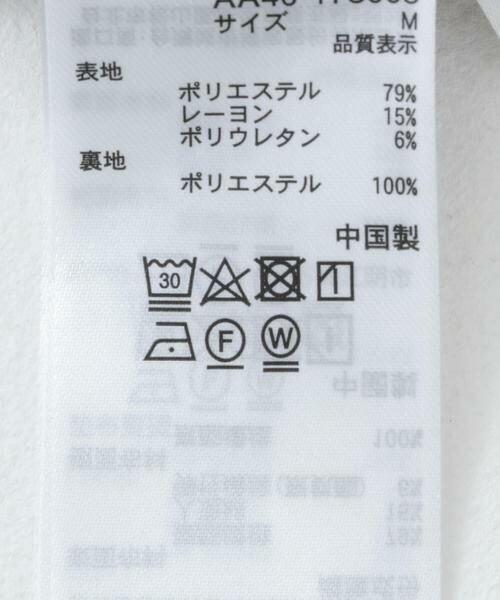 サイズ M
品質表示
表地
ポリエステル 79%
レーヨン 15%
ポリウレタン 6%
裏地
ポリエステル 100%
中国製
30
F W